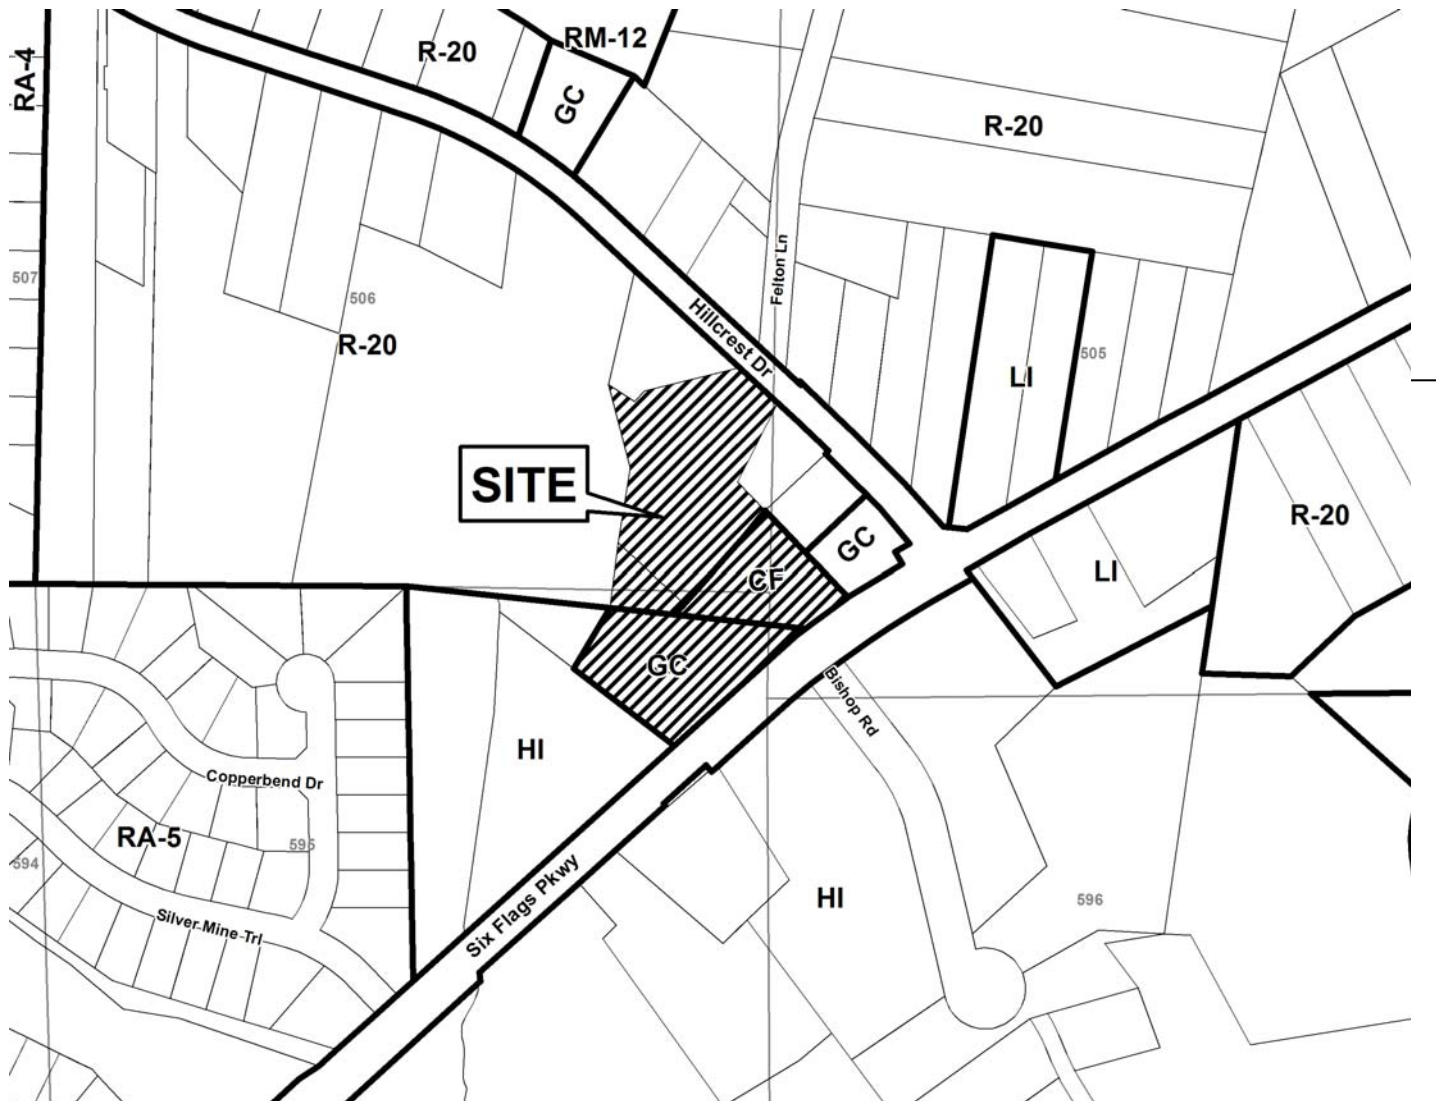 RA-4
R-20
RM-12
GC
R-20
Felton Ln
507
506
R-20
Hillcrest Dr
LI
505
SITE
R-20
GC
CF
LI
GC
Bishop Rd
HI
Copperbend Dr
RA-5
595
594
Six Flags Pkwy
HI
596
Silver Mine Trl